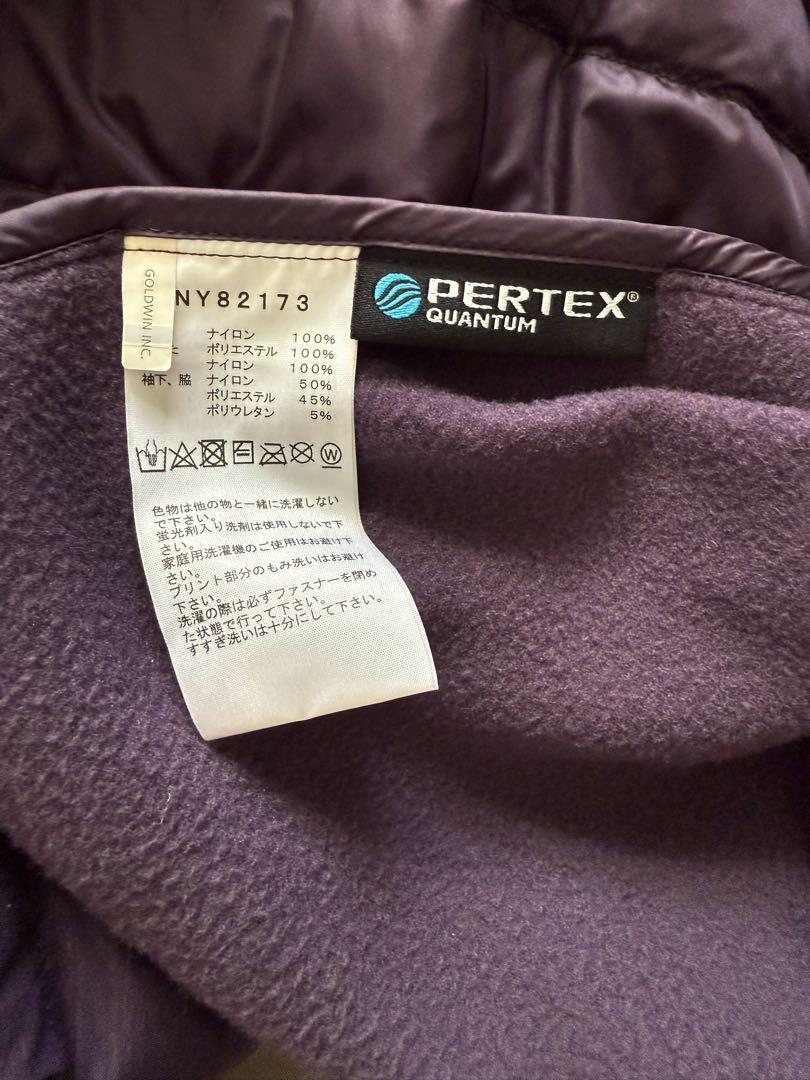 GOLDWIN INC.
NY82173
ナイロン 100%
ポリエステル 100%
ナイロン 100%
袖下、脇 ナイロン 50%
ポリエステル 45%
ポリウレタン 5%
W
色物は他の物と一緒に洗濯しない
で下さい。
蛍光剤入り洗剤は使用しないで下
さい。
家庭用洗濯機のご使用はお避け下
さい。
プリント部分のもみ洗いはお避け
下さい。
洗濯の際は必ずファスナーを閉め
た状態で行って下さい。
すすぎ洗いは十分にして下さい。
PERTEX®
QUANTUM